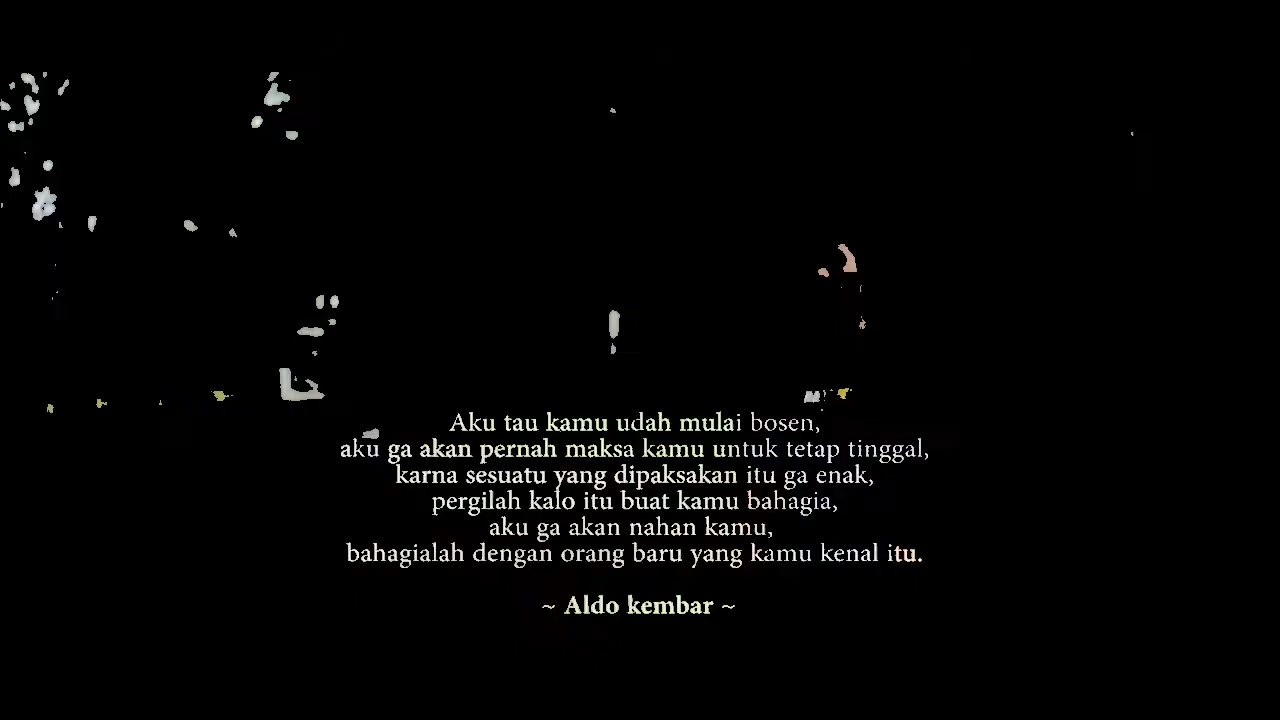 Aku tau kamu udah mulai bosen,
aku ga akan pernah maksa kamu untuk tetap tinggal,
karna sesuatu yang dipaksakan itu ga enak,
pergilah kalo itu buat kamu bahagia,
aku ga akan nahan kamu,
bahagialah dengan orang baru yang kamu kenal itu.
~ Aldo kembar ~